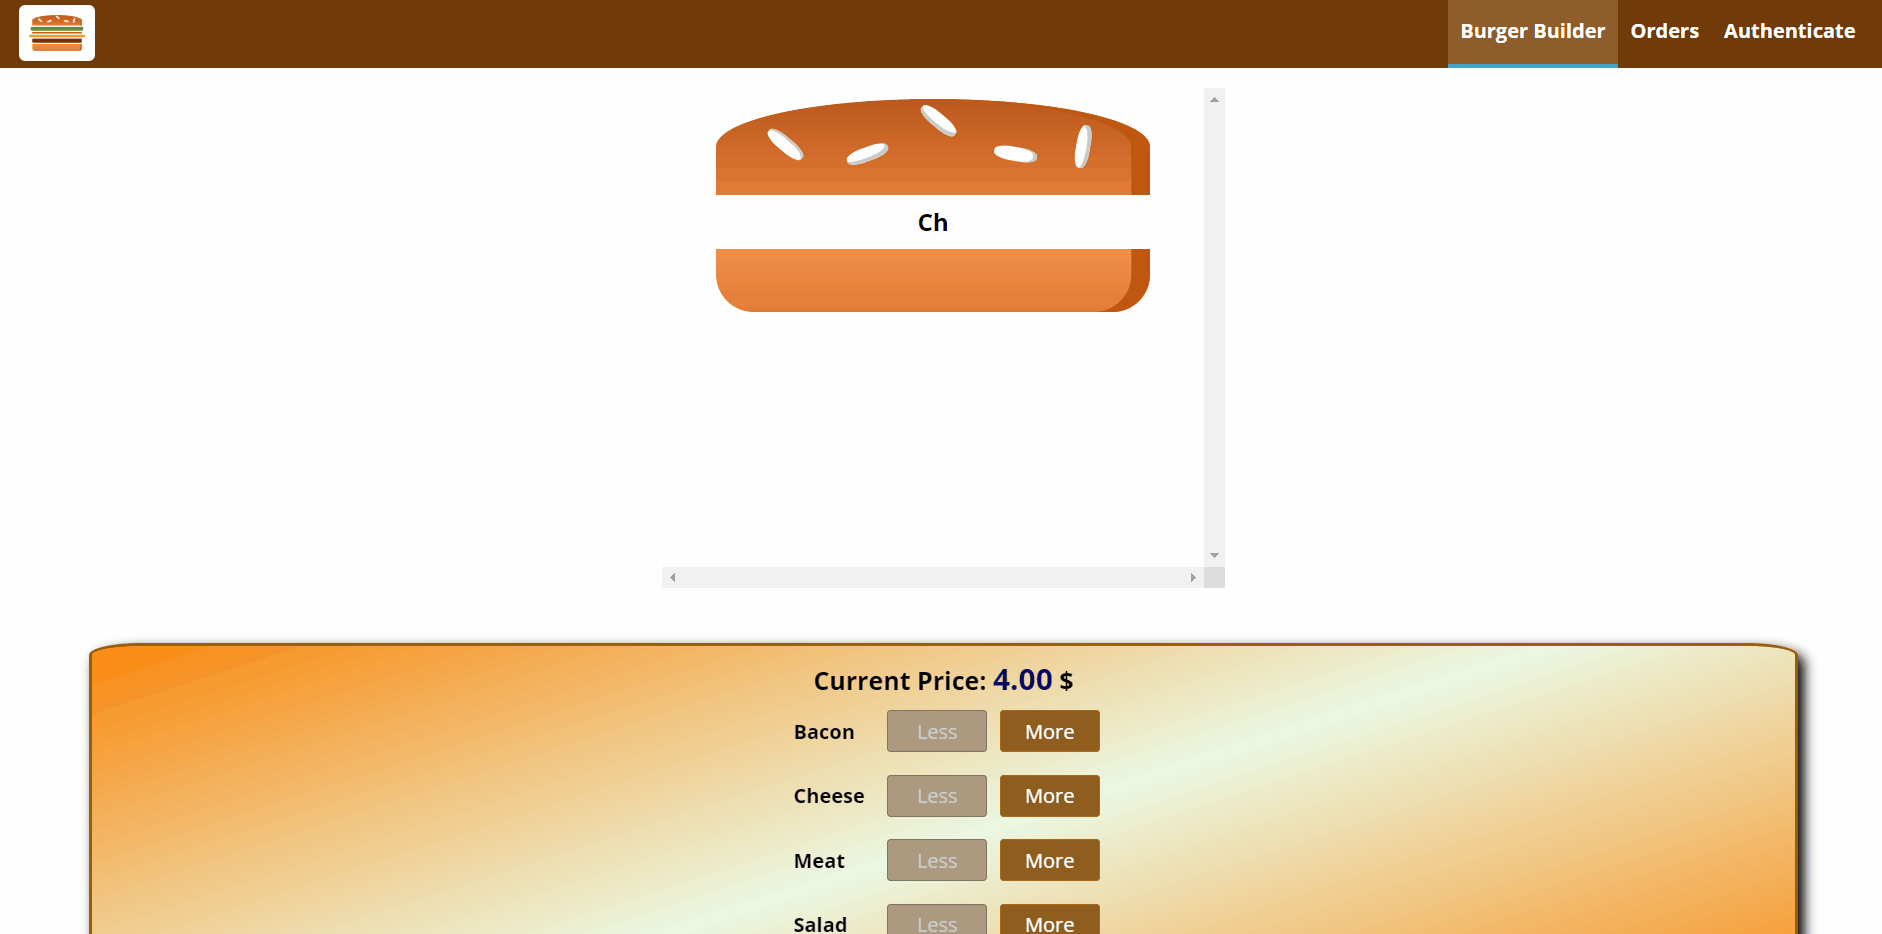 Burger Builder Orders Authenticate
Ch
Current Price: 4.00 $
Bacon Less More
Cheese Less More
Meat Less More
Salad Less More